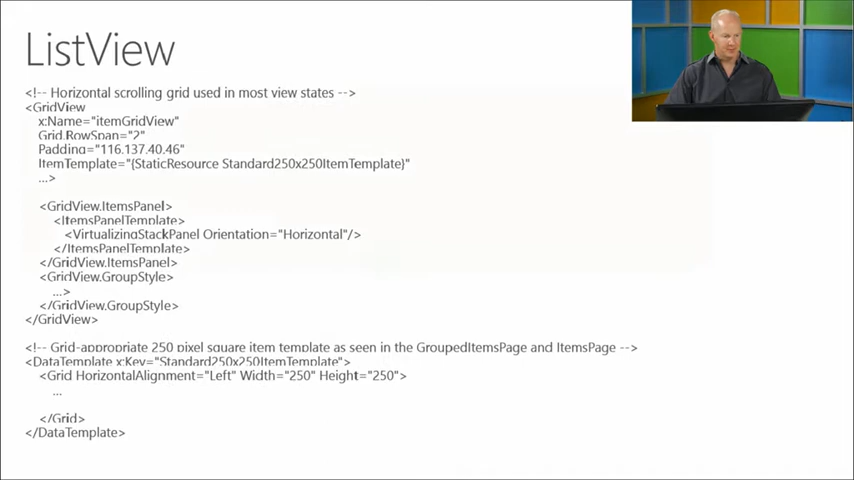 ListView
<!-- Horizontal scrolling grid used in most view states -->
<GridView
x:Name="itemGridView"
Grid.RowSpan="2"
Padding="116,137,40,46"
ItemTemplate="{StaticResource Standard250x250ItemTemplate}"
...>
<GridView.ItemsPanel>
<ItemsPanelTemplate>
<VirtualizingStackPanel Orientation="Horizontal"/>
</ItemsPanelTemplate>
</GridView.ItemsPanel>
<GridView.GroupStyle>
...>
</GridView.GroupStyle>
</GridView>
<!-- Grid-appropriate 250 pixel square item template as seen in the GroupedItemsPage and ItemsPage -->
<DataTemplate x:Key="Standard250x250ItemTemplate">
<Grid HorizontalAlignment="Left" Width="250" Height="250">
...
</Grid>
</DataTemplate>